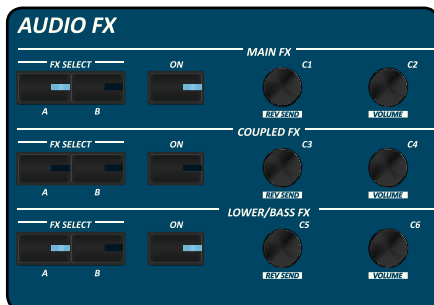 AUDIO FX
MAIN FX
FX SELECT ON C1 C2
A B REV SEND VOLUME
COUPLED FX
FX SELECT ON C3 C4
A B REV SEND VOLUME
LOWER/BASS FX
FX SELECT ON C5 C6
A B REV SEND VOLUME